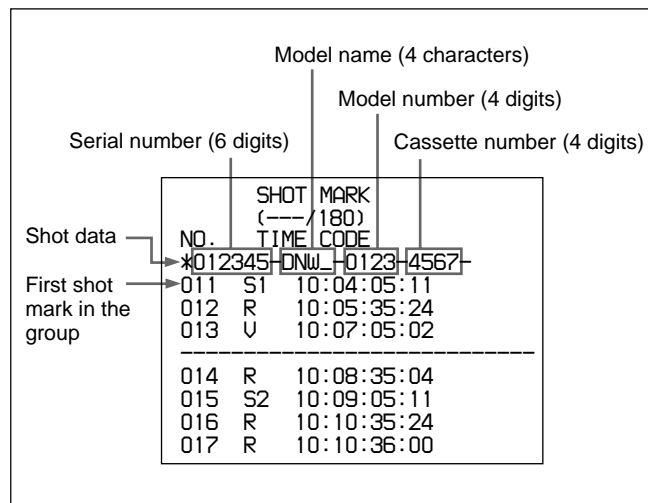 Model name (4 characters)
Model number (4 digits)
Serial number (6 digits)
Cassette number (4 digits)
SHOT MARK
(---/180)
NO. TIME CODE
Shot data
*012345-DNW_-0123-4567-
First shot
mark in the
group
011 S1 10:04:05:11
012 R 10:05:35:24
013 V 10:07:05:02
------------------------------
014 R 10:08:35:04
015 S2 10:09:05:11
016 R 10:10:35:24
017 R 10:10:36:00